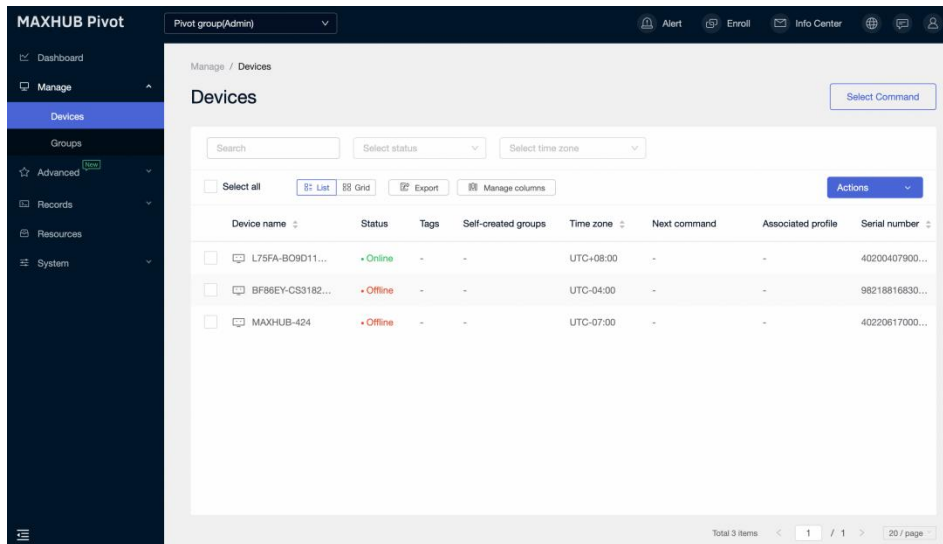 MAXHUB Pivot
Pivot group(Admin)
Alert
Enroll
Info Center
Dashboard
Manage
Devices
Groups
Advanced
New
Records
Resources
System
Manage / Devices
Devices
Select Command
Search
Select status
Select time zone
Select all
List
Grid
Export
Manage columns
Actions
Device name Status Tags Self-created groups Time zone Next command Associated profile Serial number
L75FA-BO9D11... • Online - - UTC+08:00 - - 40200407900...
BF86EY-CS3182... • Offline - - UTC-04:00 - - 98218816830...
MAXHUB-424 • Offline - - UTC-07:00 - - 40220617000...
Total 3 items < 1 / 1 > 20 / page